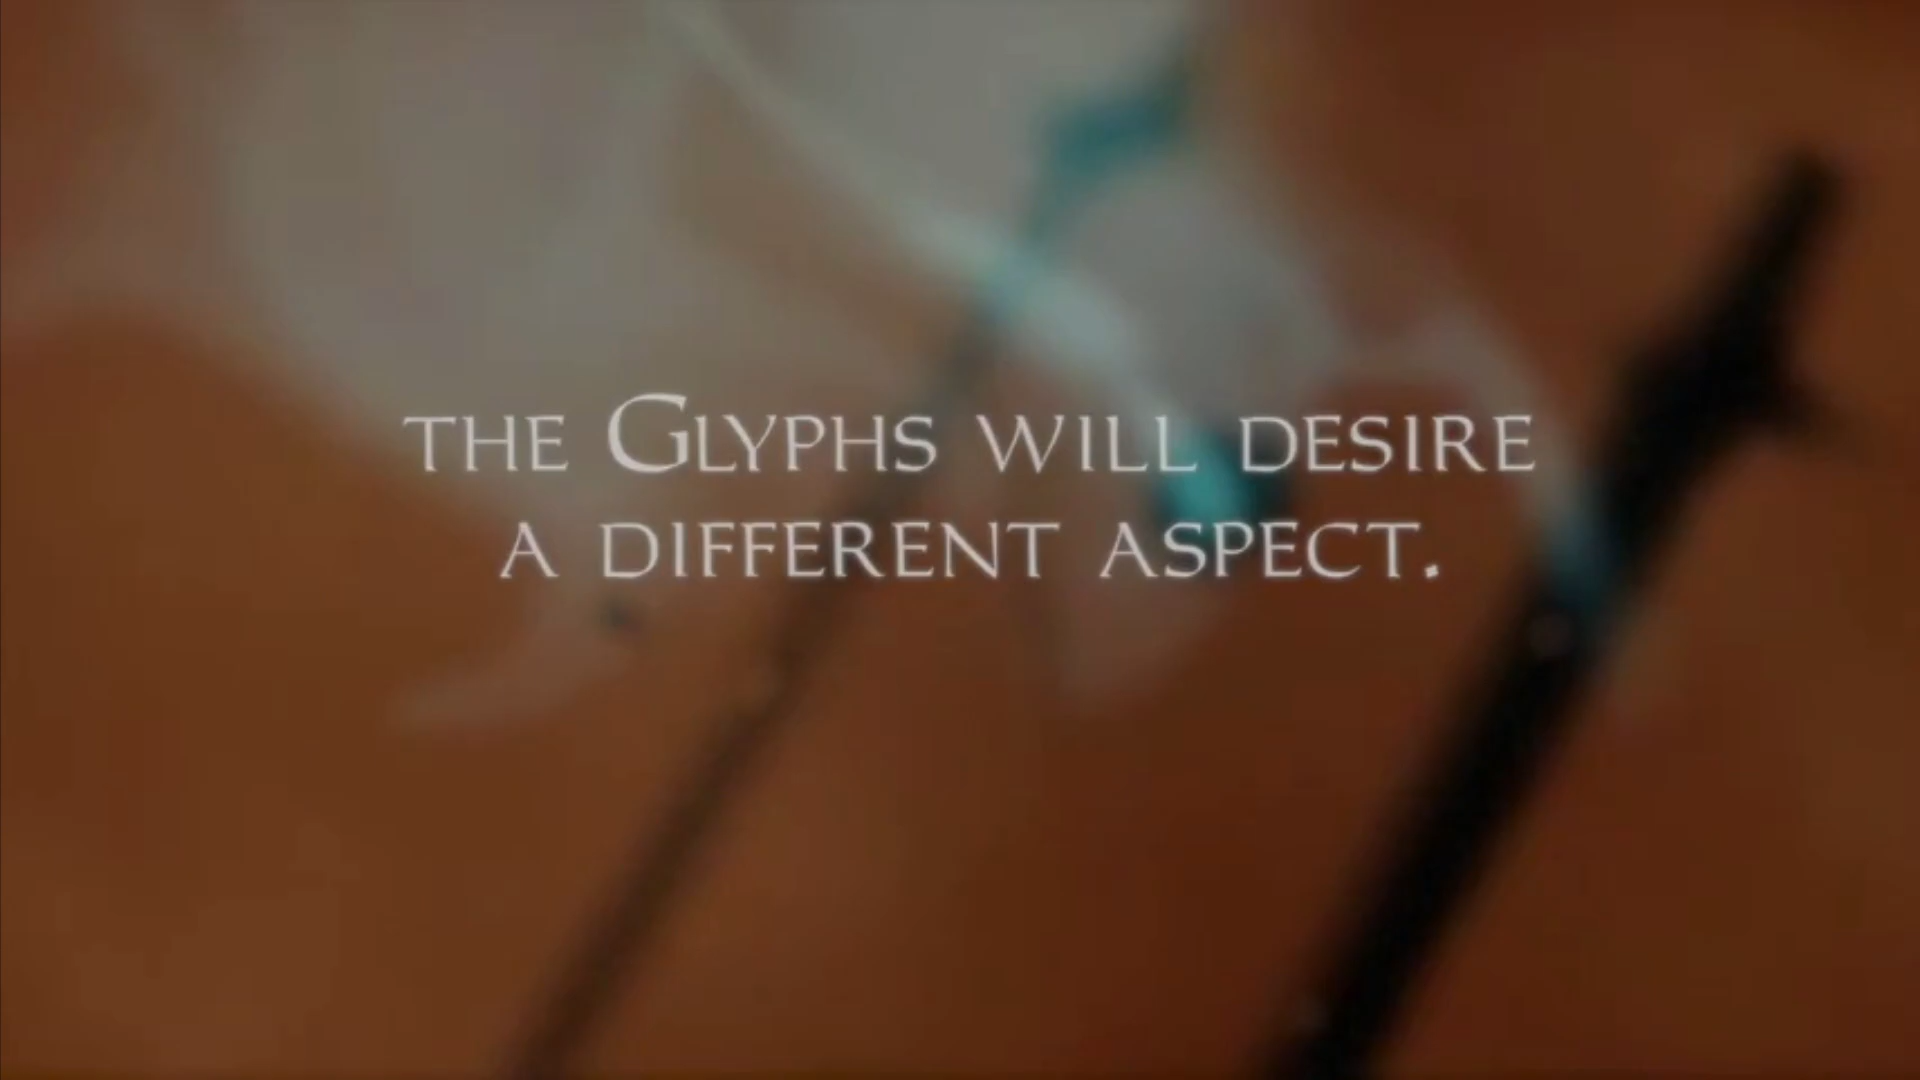 THE GLYPHS WILL DESIRE
A DIFFERENT ASPECT.